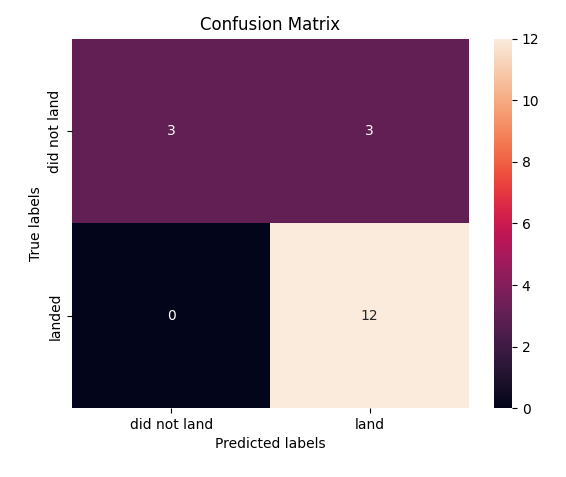 Confusion Matrix
True labels
did not land
landed
3
3
0
12
did not land
land
Predicted labels
12
10
8
6
4
2
0